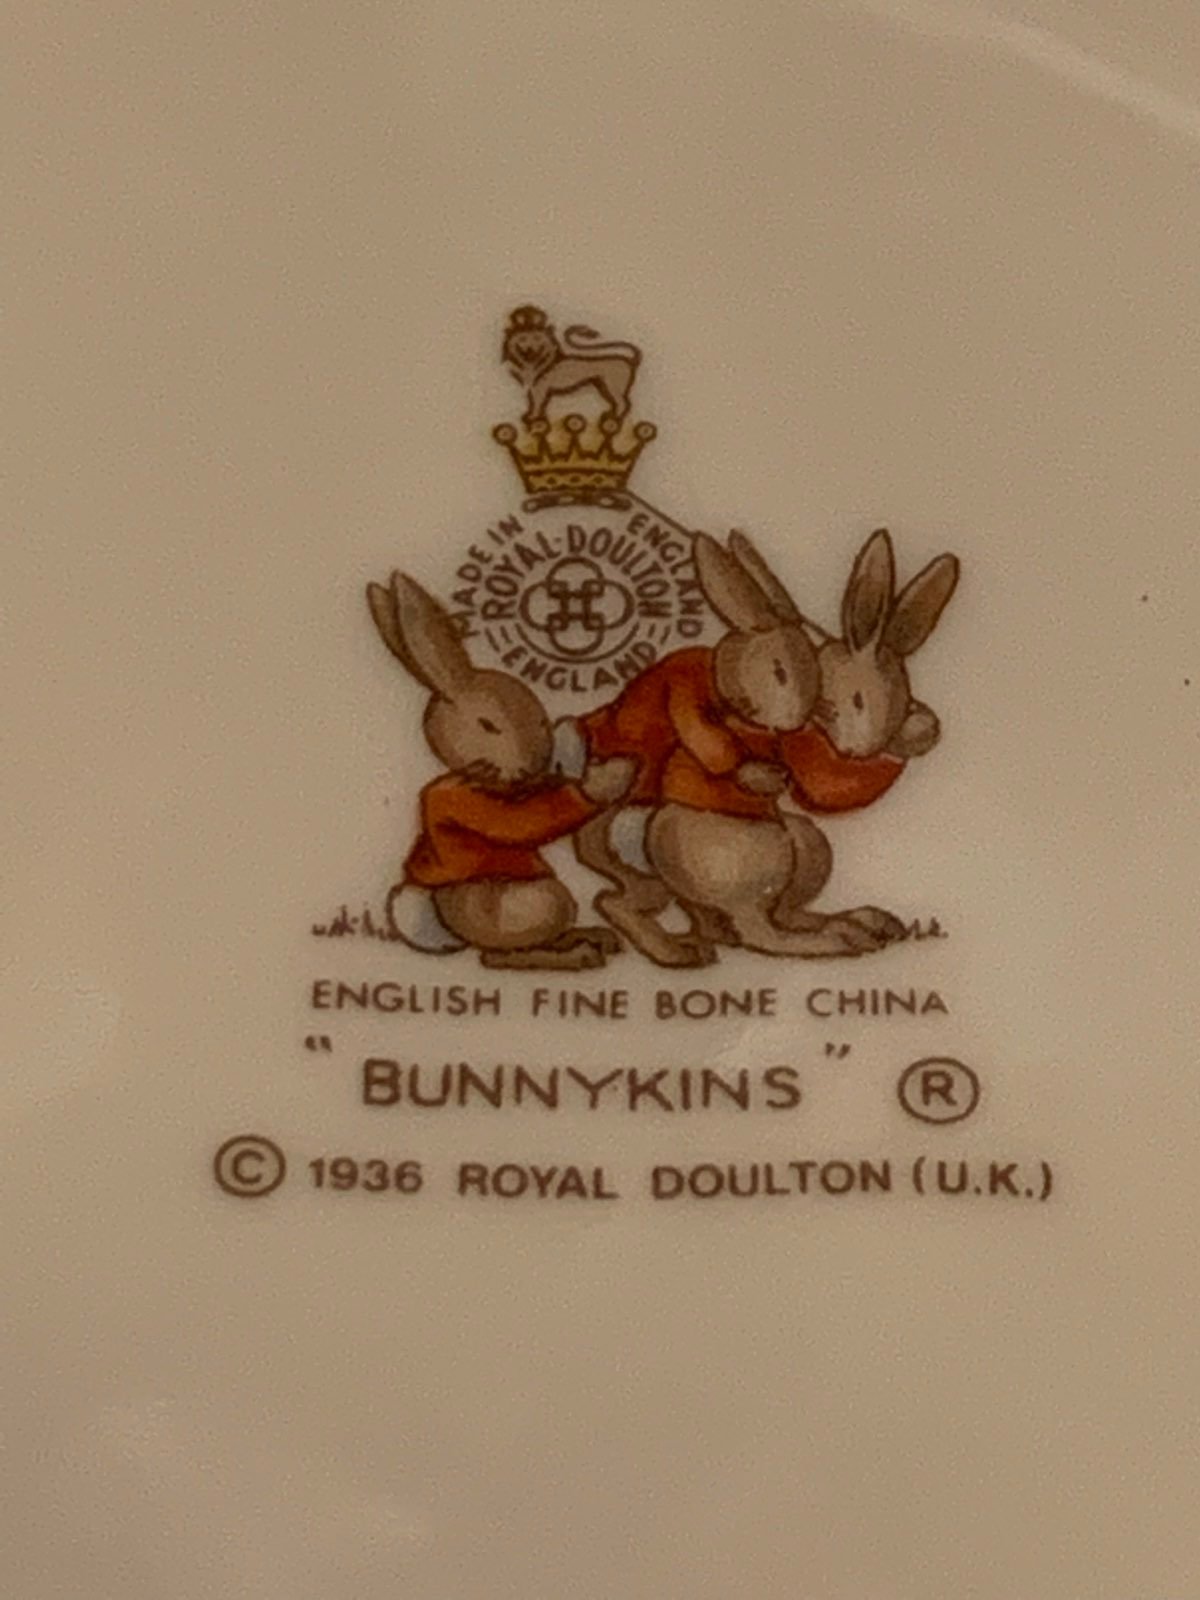 MADE IN ENGLAND
ROYAL·DOULTON
ENGLAND
ENGLISH FINE BONE CHINA
"BUNNYKINS" ®
© 1936 ROYAL DOULTON (U.K.)